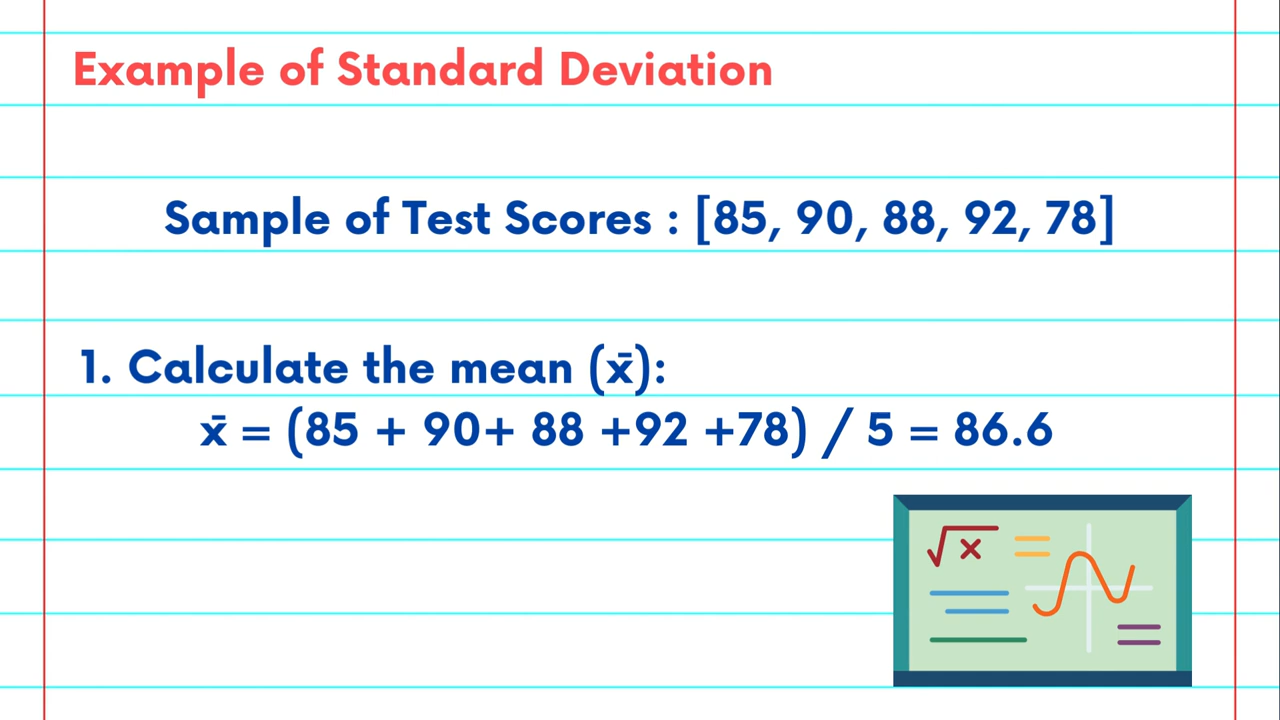 Example of Standard Deviation
Sample of Test Scores : [85, 90, 88, 92, 78]
1. Calculate the mean (x̄):
x̄ = (85 + 90+ 88 +92 +78) / 5 = 86.6
√x